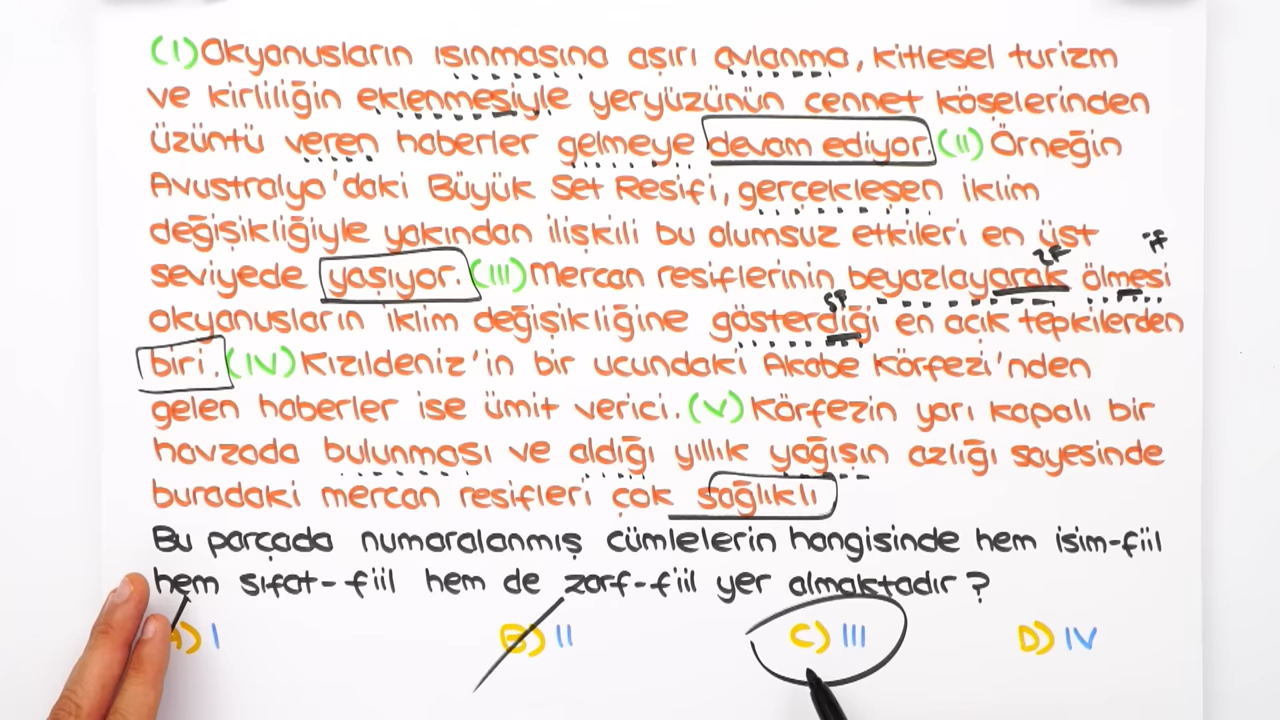 (I) Okyanusların ısınmasına aşırı avlanma, kitlesel turizm
ve kirliliğin eklenmesiyle yeryüzünün cennet köşelerinden
üzüntü veren haberler gelmeye devam ediyor. (II) Örneğin
Avustralya'daki Büyük Set Resifi, gerçekleşen iklim
değişikliğiyle yakından ilişkili bu olumsuz etkileri en üst
if
zf
seviyede yaşıyor. (III) Mercan resiflerinin beyazlayarak ölmesi
sf
okyanusların iklim değişikliğine gösterdiği en açık tepkilerden
biri. (IV) Kızıldeniz'in bir ucundaki Akabe Körfezi'nden
gelen haberler ise ümit verici. (V) Körfezin yarı kapalı bir
havzada bulunması ve aldığı yıllık yağışın azlığı sayesinde
buradaki mercan resifleri çok sağlıklı
Bu parçada numaralanmış cümlelerin hangisinde hem isim-fiil
hem sıfat-fiil hem de zarf-fiil yer almaktadır?
A) I B) II C) III D) IV